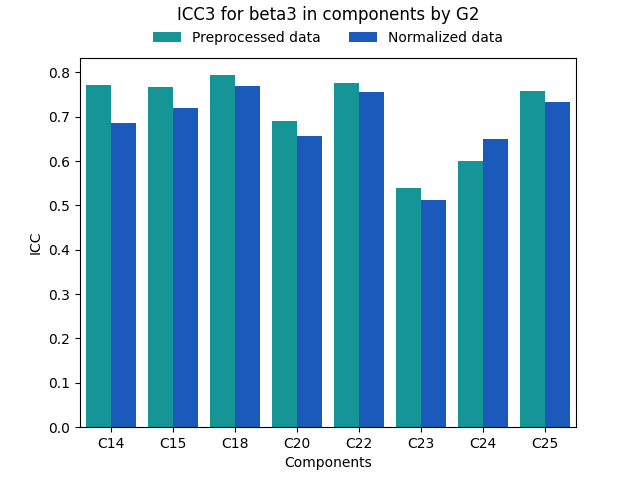 ICC3 for beta3 in components by G2
Preprocessed data
Normalized data
0.8
0.7
0.6
0.5
0.4
0.3
0.2
0.1
0.0
ICC
C14 C15 C18 C20 C22 C23 C24 C25
Components